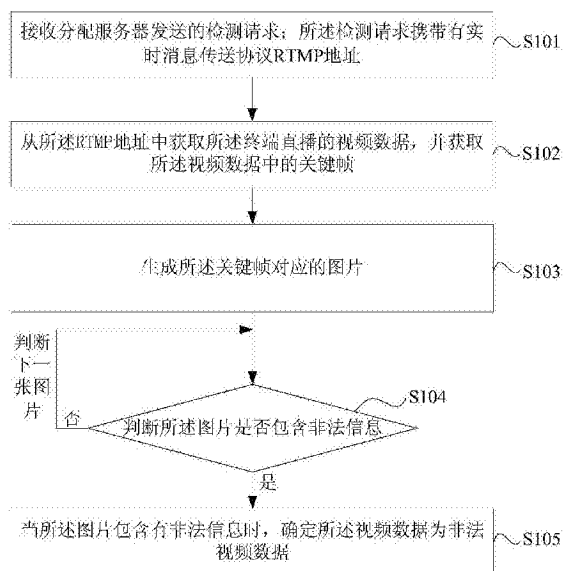 接收分配服务器发送的检测请求；所述检测请求携带有实
时消息传送协议RTMP地址
S101
从所述RTMP地址中获取所述终端直播的视频数据，并获取
所述视频数据中的关键帧
S102
生成所述关键帧对应的图片
S103
判断
下一
张图
片
否
S104
判断所述图片是否包含非法信息
是
当所述图片包含有非法信息时，确定所述视频数据为非法
视频数据
S105